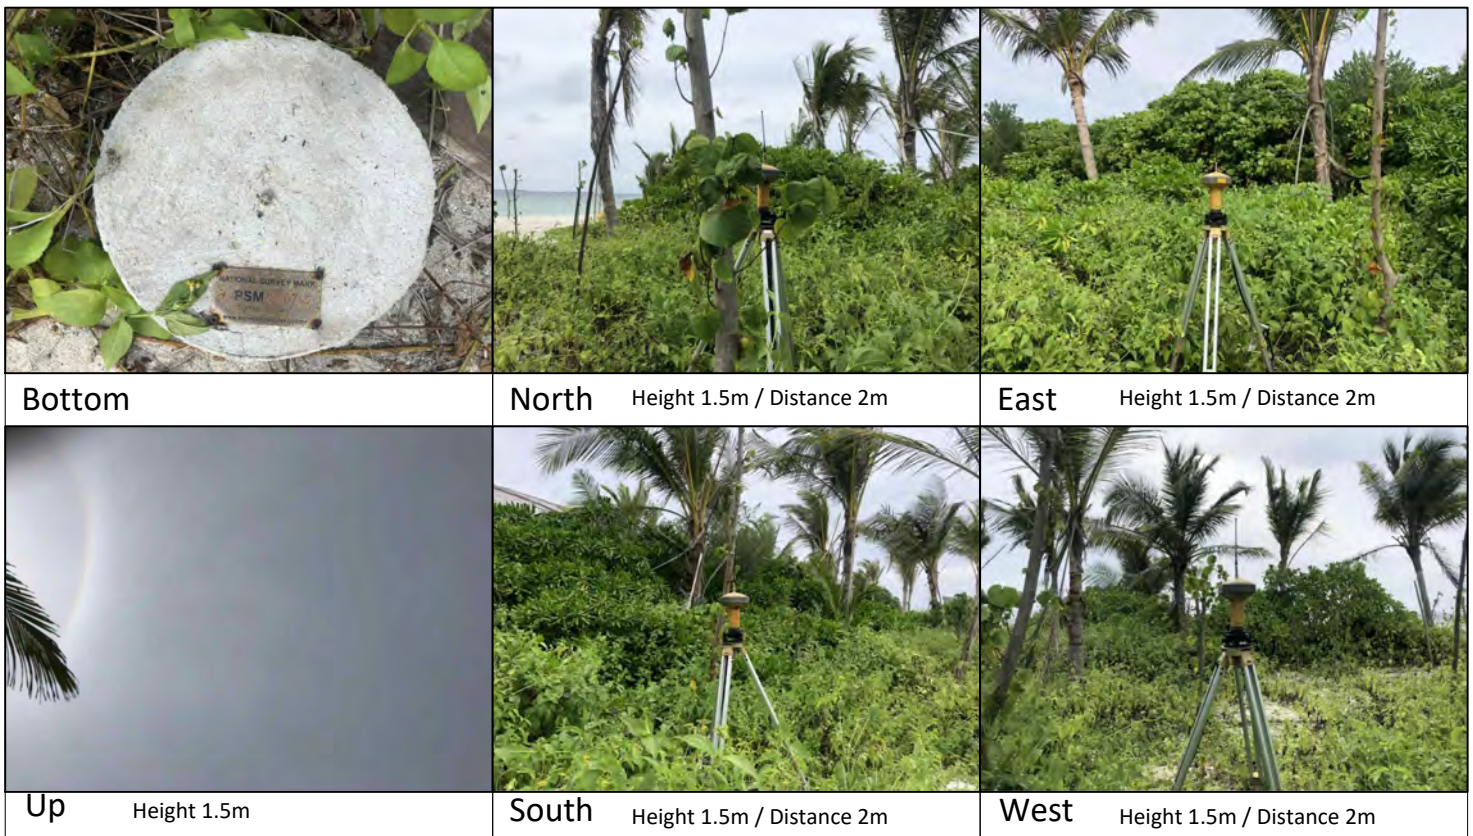 NATIONAL SURVEY MARK
PSM
Bottom
North Height 1.5m / Distance 2m
East Height 1.5m / Distance 2m
Up Height 1.5m
South Height 1.5m / Distance 2m
West Height 1.5m / Distance 2m